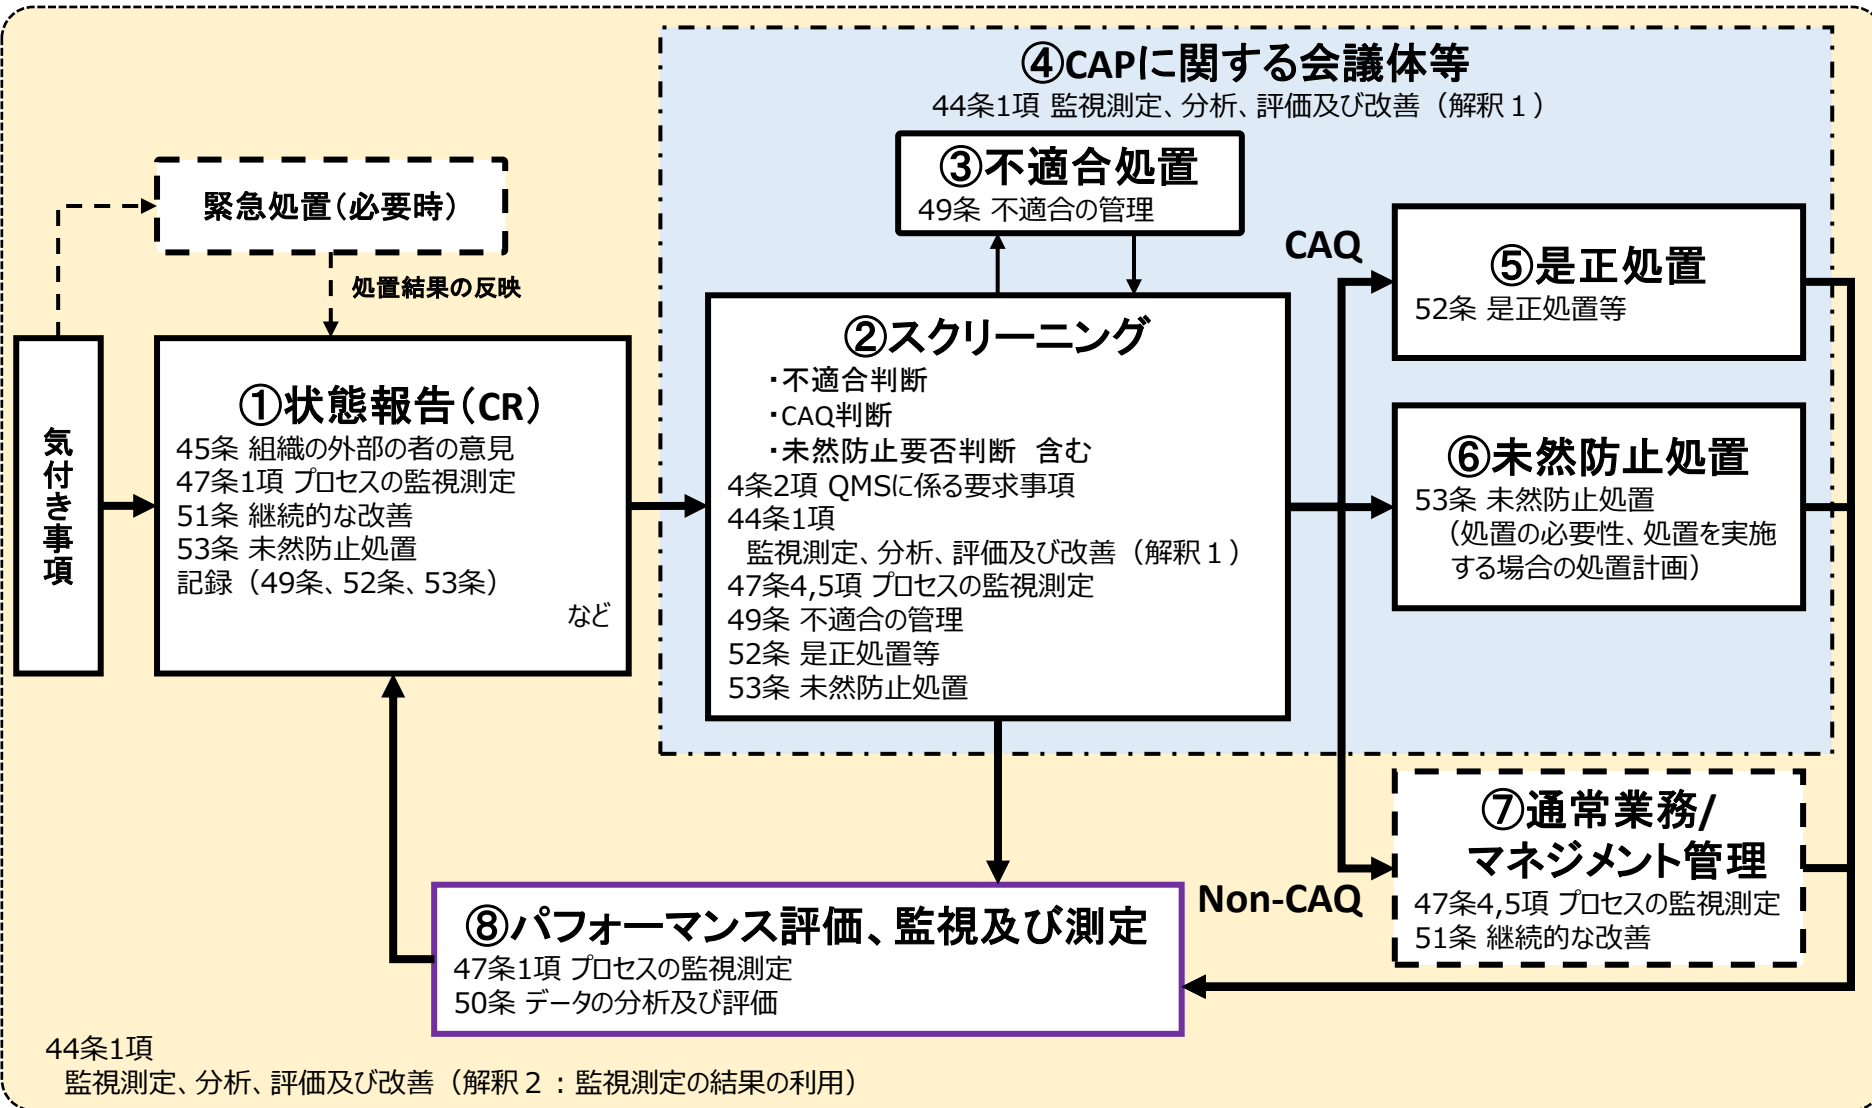 ④CAPに関する会議体等
44条1項 監視測定、分析、評価及び改善（解釈１）
③不適合処置
49条 不適合の管理
緊急処置（必要時）
処置結果の反映
気付き事項
①状態報告（CR）
45条 組織の外部の者の意見
47条1項 プロセスの監視測定
51条 継続的な改善
53条 未然防止処置
記録（49条、52条、53条）
など
②スクリーニング
・不適合判断
・CAQ判断
・未然防止要否判断　含む
4条2項 QMSに係る要求事項
44条1項
監視測定、分析、評価及び改善（解釈１）
47条4,5項 プロセスの監視測定
49条 不適合の管理
52条 是正処置等
53条 未然防止処置
CAQ
⑤是正処置
52条 是正処置等
⑥未然防止処置
53条 未然防止処置
（処置の必要性、処置を実施
する場合の処置計画）
Non-CAQ
⑦通常業務/
マネジメント管理
47条4,5項 プロセスの監視測定
51条 継続的な改善
⑧パフォーマンス評価、監視及び測定
47条1項 プロセスの監視測定
50条 データの分析及び評価
44条1項
監視測定、分析、評価及び改善（解釈２：監視測定の結果の利用）